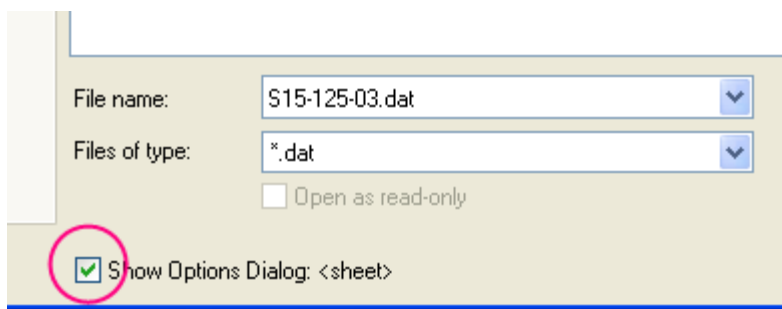 File name:
S15-125-03.dat
Files of type:
*.dat
Open as read-only
Show Options Dialog: <sheet>